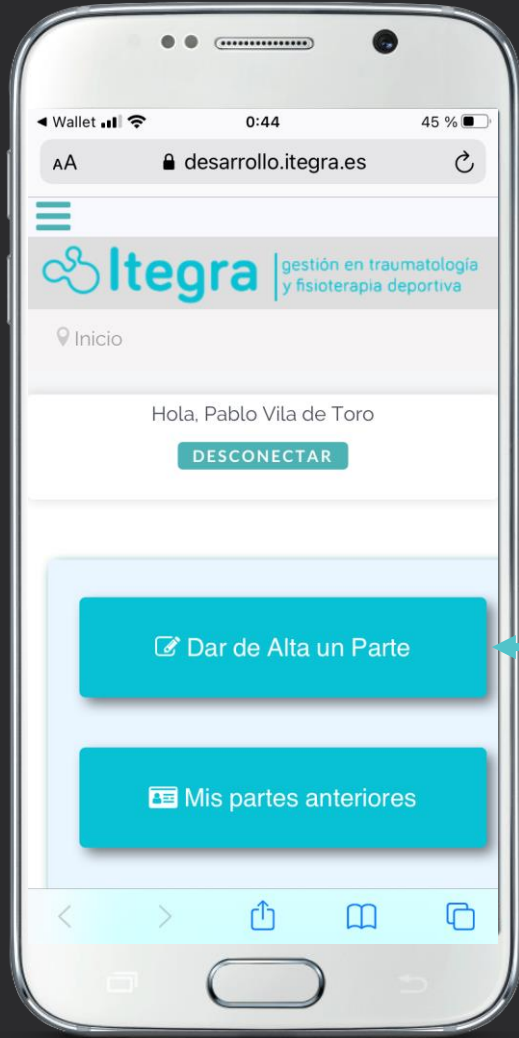 Wallet
0:44
45 %
AA
desarrollo.itegra.es
Itegra
gestión en traumatología
y fisioterapia deportiva
Inicio
Hola, Pablo Vila de Toro
DESCONECTAR
Dar de Alta un Parte
Mis partes anteriores